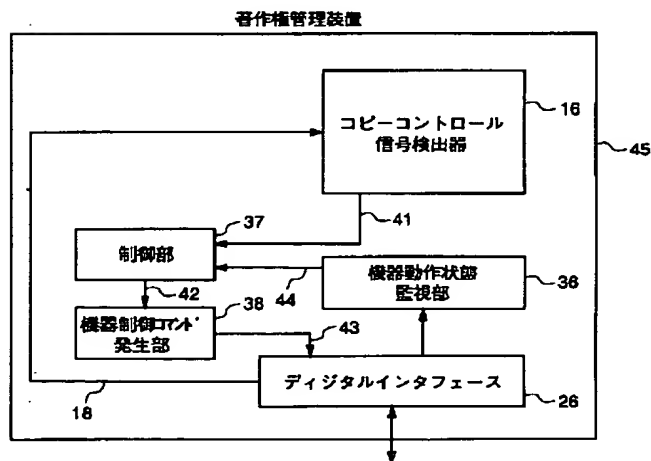 著作権管理装置
コピーコントロール
信号検出器
16
45
41
37
制御部
44
機器動作状態
監視部
36
42
38
機器制御コマンド
発生部
43
ディジタルインタフェース
18
26